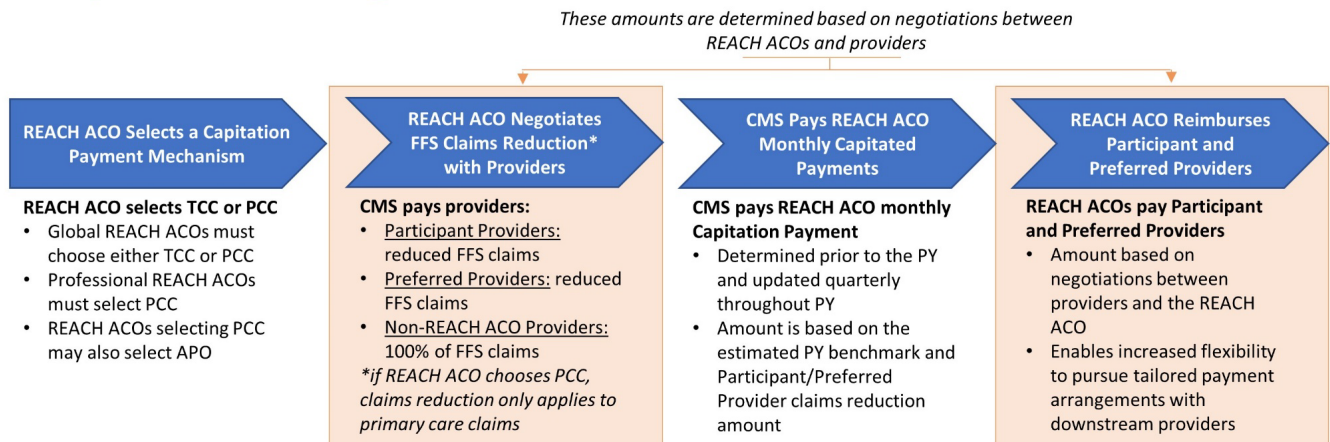 These amounts are determined based on negotiations between
REACH ACOs and providers
REACH ACO Selects a Capitation
Payment Mechanism
REACH ACO selects TCC or PCC
• Global REACH ACOs must
choose either TCC or PCC
• Professional REACH ACOs
must select PCC
• REACH ACOs selecting PCC
may also select APO
REACH ACO Negotiates
FFS Claims Reduction*
with Providers
CMS pays providers:
• Participant Providers:
reduced FFS claims
• Preferred Providers: reduced
FFS claims
• Non-REACH ACO Providers:
100% of FFS claims
*if REACH ACO chooses PCC,
claims reduction only applies to
primary care claims
CMS Pays REACH ACO
Monthly Capitated
Payments
CMS pays REACH ACO monthly
Capitation Payment
• Determined prior to the PY
and updated quarterly
throughout PY
• Amount is based on the
estimated PY benchmark and
Participant/Preferred
Provider claims reduction
amount
REACH ACO Reimburses
Participant and
Preferred Providers
REACH ACOs pay Participant
and Preferred Providers
• Amount based on
negotiations between
providers and the REACH
ACO
• Enables increased flexibility
to pursue tailored payment
arrangements with
downstream providers